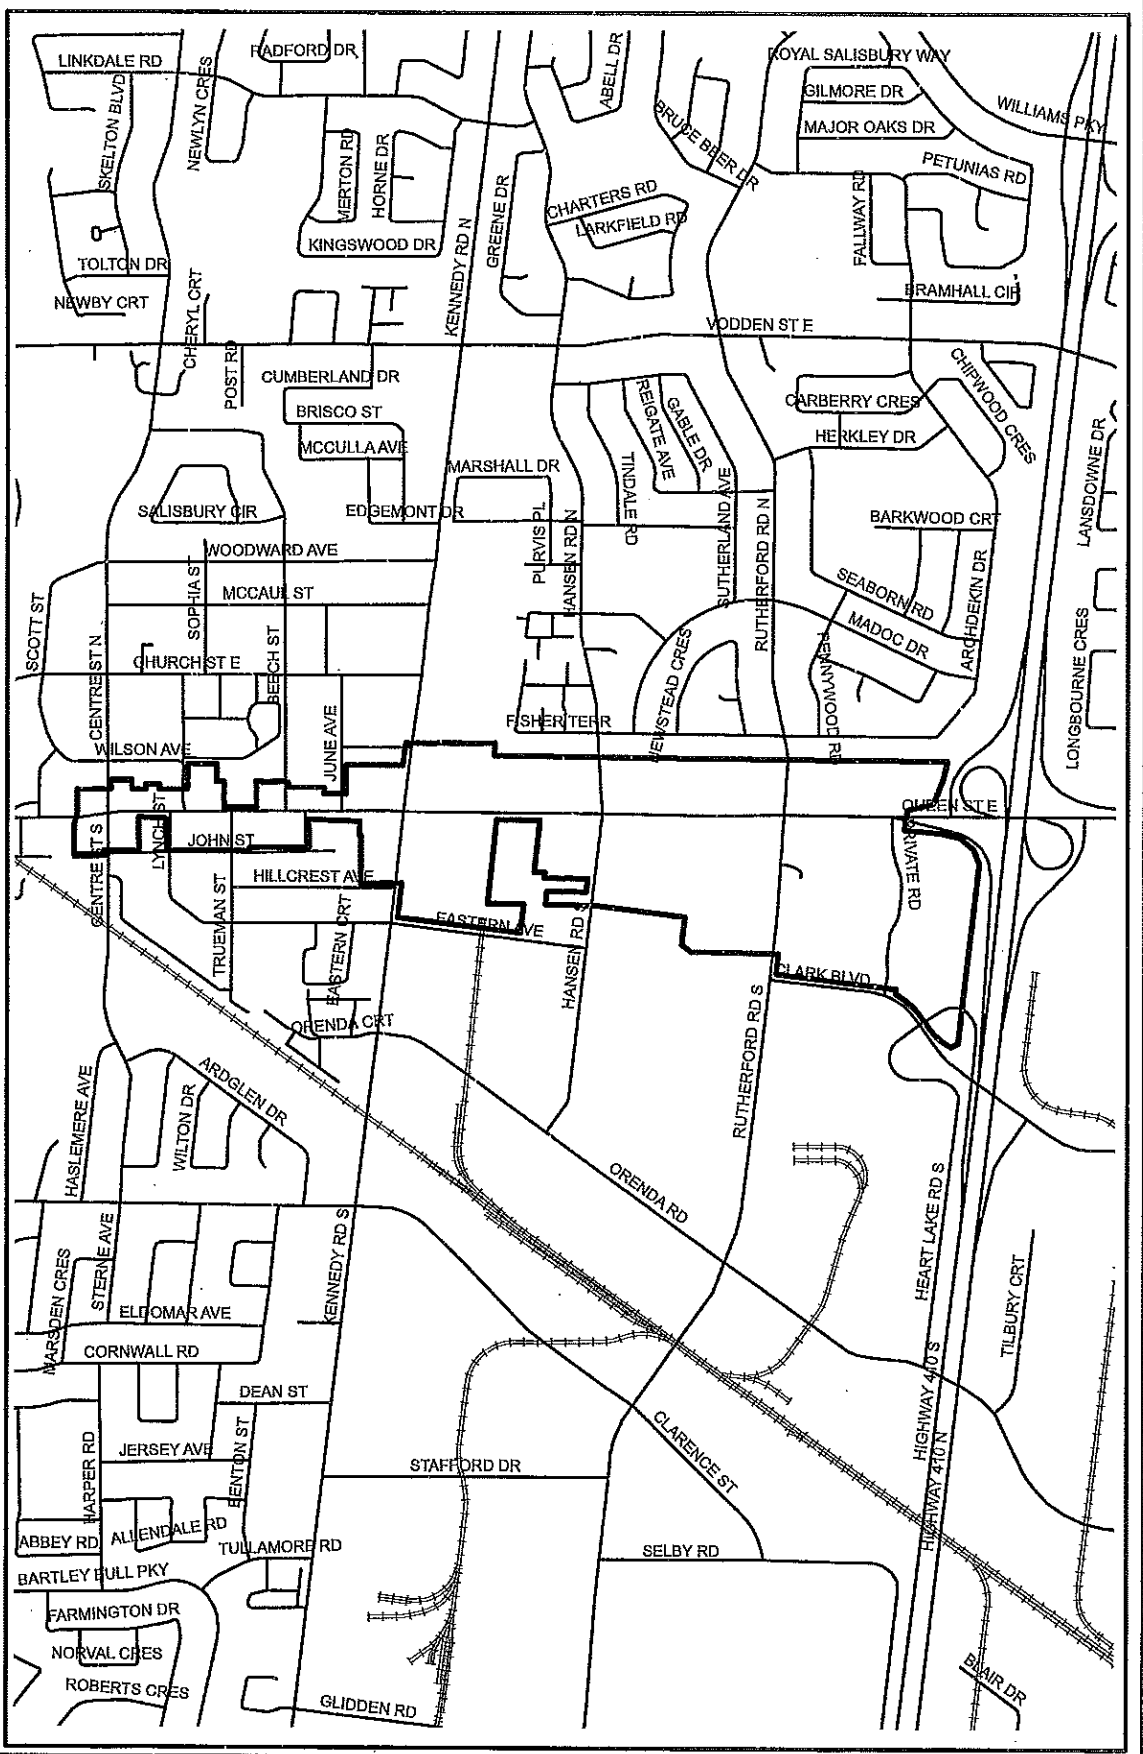 LINKDALE RD
RADFORD DR
ROYAL SALISBURY WAY
ABELL DR
GILMORE DR
WILLIAMS PKY
SKELTON BLVD
NEWLYN CRES
BRUCE BEER DR
MAJOR OAKS DR
PETUNIAS RD
MERTON RD
HORNE DR
GREENE DR
CHARTERS RD
LARKFIELD RD
FALLWAY RD
KINGSWOOD DR
KENNEDY RD N
TOLTON DR
NEWBY CRT
CHERYL CRT
BRAMHALL CIR
VODDEN ST E
POST RD
CUMBERLAND DR
CHIPWOOD CRES
BRISCO ST
REIGATE AVE
GABLE DR
CARBERRY CRES
MCCULLA AVE
HERKLEY DR
MARSHALL DR
TINDALE RD
LANSDOWNE DR
SALISBURY CIR
EDGEMONT DR
PURVIS PL
HANSEN RD N
SUTHERLAND AVE
RUTHERFORD RD N
BARKWOOD CRT
WOODWARD AVE
SCOTT ST
SOPHIA ST
MCCAUL ST
SEABORN RD
MADOC DR
ARCHDEKIN DR
CENTRE ST N
CHURCH ST E
BEECH ST
NEWSTEAD CRES
PENNYWOOD RD
LONGBOURNE CRES
FISHER TERR
WILSON AVE
JUNE AVE
QUEEN ST E
CENTRE ST S
LYNCH ST
JOHN ST
PRIVATE RD
HILLCREST AVE
TRUEMAN ST
EASTERN CRT
EASTERN AVE
HANSEN RD S
CLARK BLVD
ORENDA CRT
RUTHERFORD RD S
HASLEMERE AVE
ARDGLEN DR
WILTON DR
ORENDA RD
HEART LAKE RD S
MARSDEN CRES
STERNE AVE
KENNEDY RD S
ELDOMAR AVE
TILBURY CRT
CORNWALL RD
HIGHWAY 410 S
DEAN ST
CLARENCE ST
HARPER RD
JERSEY AVE
BENTON ST
STAFFORD DR
HIGHWAY 410 N
ABBEY RD
ALLENDALE RD
TULLAMORE RD
SELBY RD
BARTLEY BULL PKY
FARMINGTON DR
NORVAL CRES
BLAIR DR
ROBERTS CRES
GLIDDEN RD